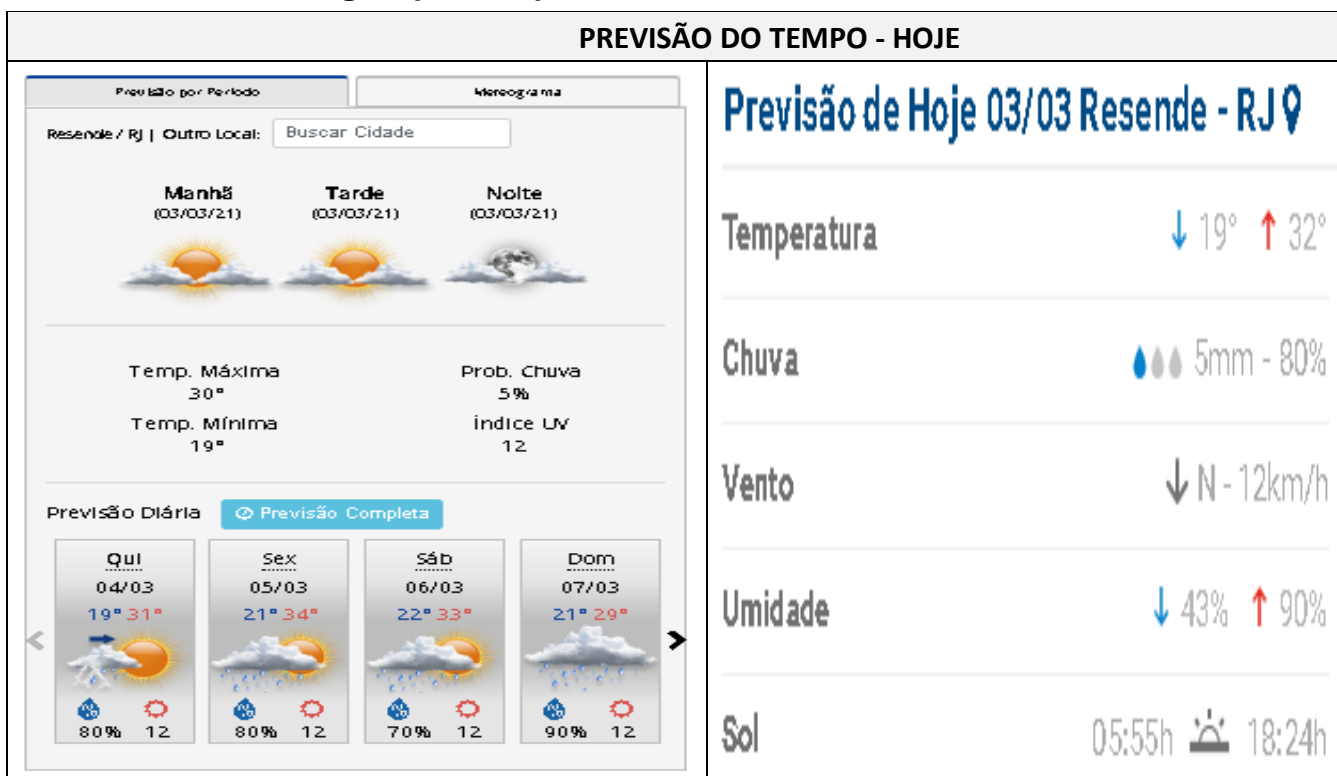 PREVISÃO DO TEMPO - HOJE
Previsão por Período
Meteograma
Resende / RJ | Outro Local: Buscar Cidade
Manhã Tarde Noite
(03/03/21) (03/03/21) (03/03/21)
Temp. Máxima Prob. Chuva
30° 5%
Temp. Mínima Índice UV
19° 12
Previsão Diária Previsão Completa
Qui Sex Sáb Dom
04/03 05/03 06/03 07/03
19° 31° 21° 34° 22° 33° 21° 29°
80% 12 80% 12 70% 12 90% 12
Previsão de Hoje 03/03 Resende - RJ
Temperatura 19° 32°
Chuva 5mm - 80%
Vento N - 12km/h
Umidade 43% 90%
Sol 05:55h 18:24h